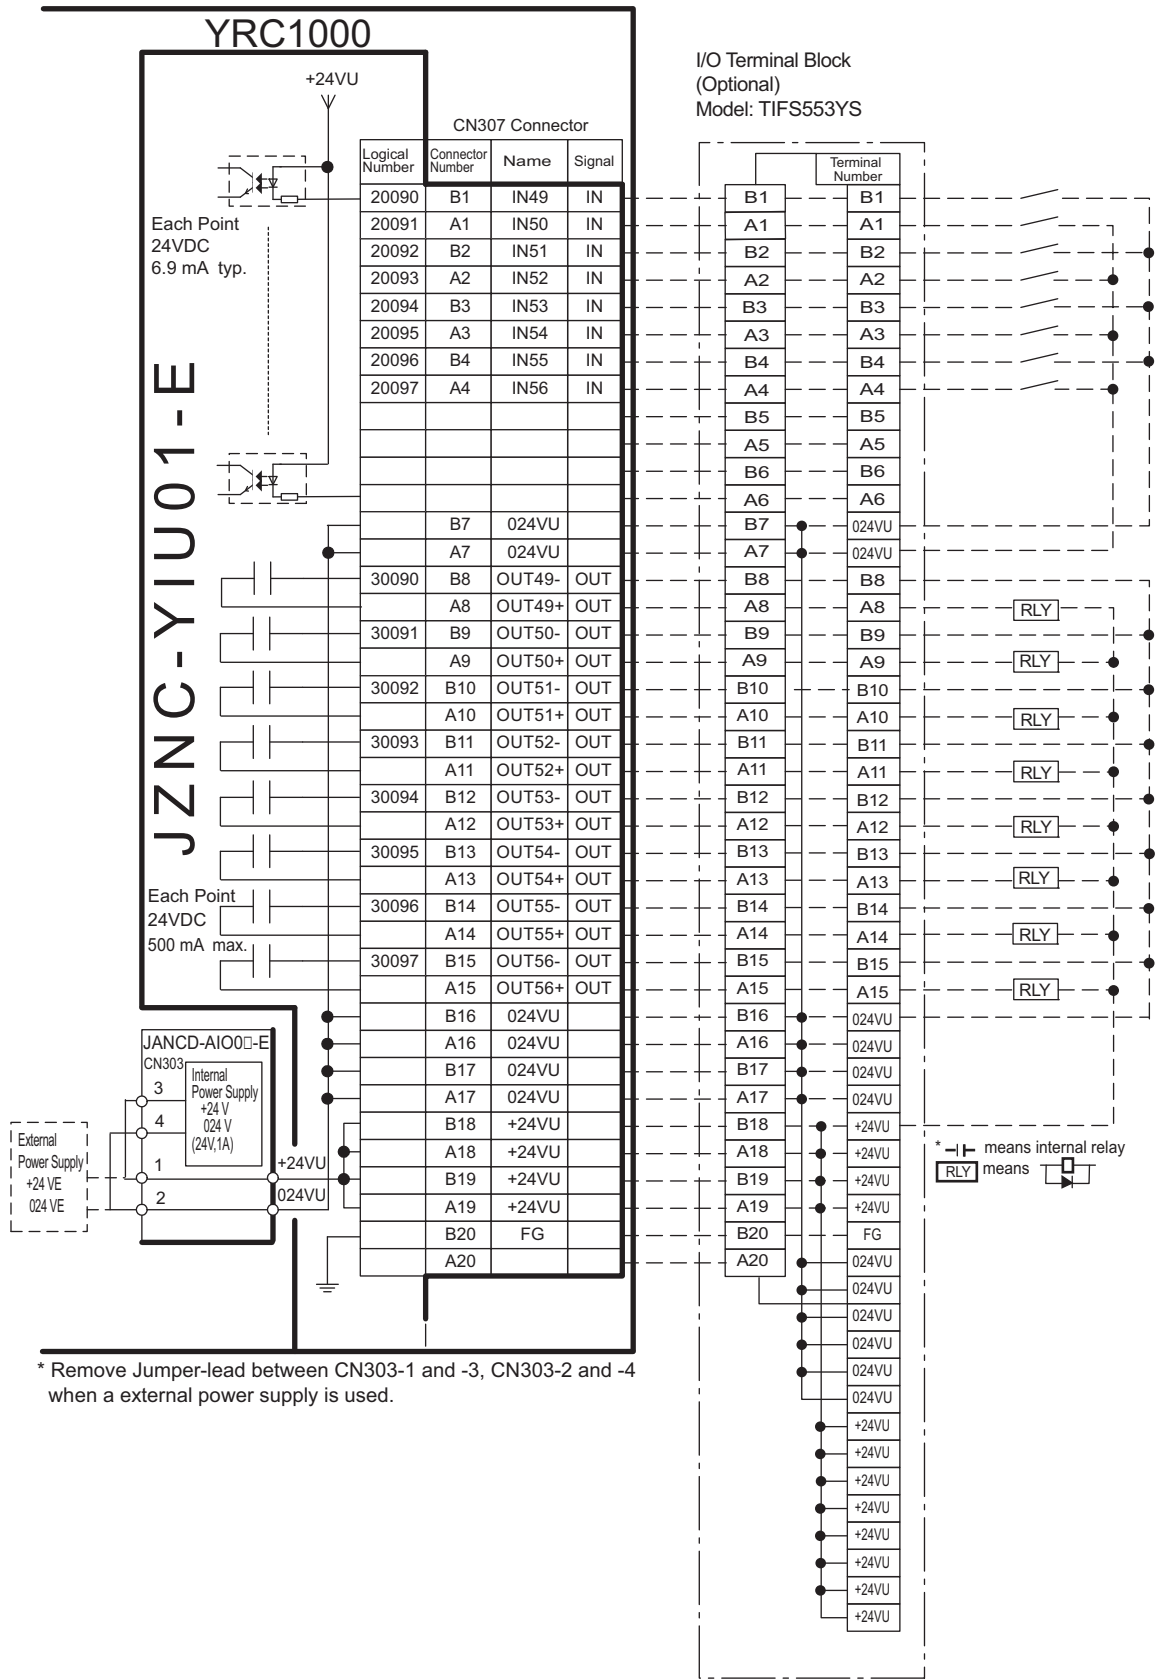 YRC1000
I/O Terminal Block
(Optional)
Model: TIFS553YS
+24VU
CN307 Connector
Logical Number Connector Number Name Signal
Terminal Number
20090 B1 IN49 IN B1 B1
20091 A1 IN50 IN A1 A1
20092 B2 IN51 IN B2 B2
20093 A2 IN52 IN A2 A2
20094 B3 IN53 IN B3 B3
20095 A3 IN54 IN A3 A3
20096 B4 IN55 IN B4 B4
20097 A4 IN56 IN A4 A4
B5 B5
A5 A5
B6 B6
A6 A6
B7 024VU B7 024VU
A7 024VU A7 024VU
30090 B8 OUT49- OUT B8 B8
A8 OUT49+ OUT A8 A8 RLY
30091 B9 OUT50- OUT B9 B9
A9 OUT50+ OUT A9 A9 RLY
30092 B10 OUT51- OUT B10 B10
A10 OUT51+ OUT A10 A10 RLY
30093 B11 OUT52- OUT B11 B11
A11 OUT52+ OUT A11 A11 RLY
30094 B12 OUT53- OUT B12 B12
A12 OUT53+ OUT A12 A12 RLY
30095 B13 OUT54- OUT B13 B13
A13 OUT54+ OUT A13 A13 RLY
30096 B14 OUT55- OUT B14 B14
A14 OUT55+ OUT A14 A14 RLY
30097 B15 OUT56- OUT B15 B15
A15 OUT56+ OUT A15 A15 RLY
B16 024VU B16 024VU
A16 024VU A16 024VU
B17 024VU B17 024VU
A17 024VU A17 024VU
B18 +24VU B18 +24VU
A18 +24VU A18 +24VU
B19 +24VU B19 +24VU
A19 +24VU A19 +24VU
B20 FG B20 FG
A20 A20 024VU
024VU
024VU
024VU
024VU
024VU
+24VU
+24VU
+24VU
+24VU
+24VU
+24VU
+24VU
+24VU
Each Point
24VDC
6.9 mA typ.
JZNC-YIU01-E
Each Point
24VDC
500 mA max.
JANCD-AIO0□-E
CN303
3
4
1
2
Internal
Power Supply
+24 V
024 V
(24V,1A)
External
Power Supply
+24 VE
024 VE
+24VU
024VU
* means internal relay
RLY means
* Remove Jumper-lead between CN303-1 and -3, CN303-2 and -4
when a external power supply is used.